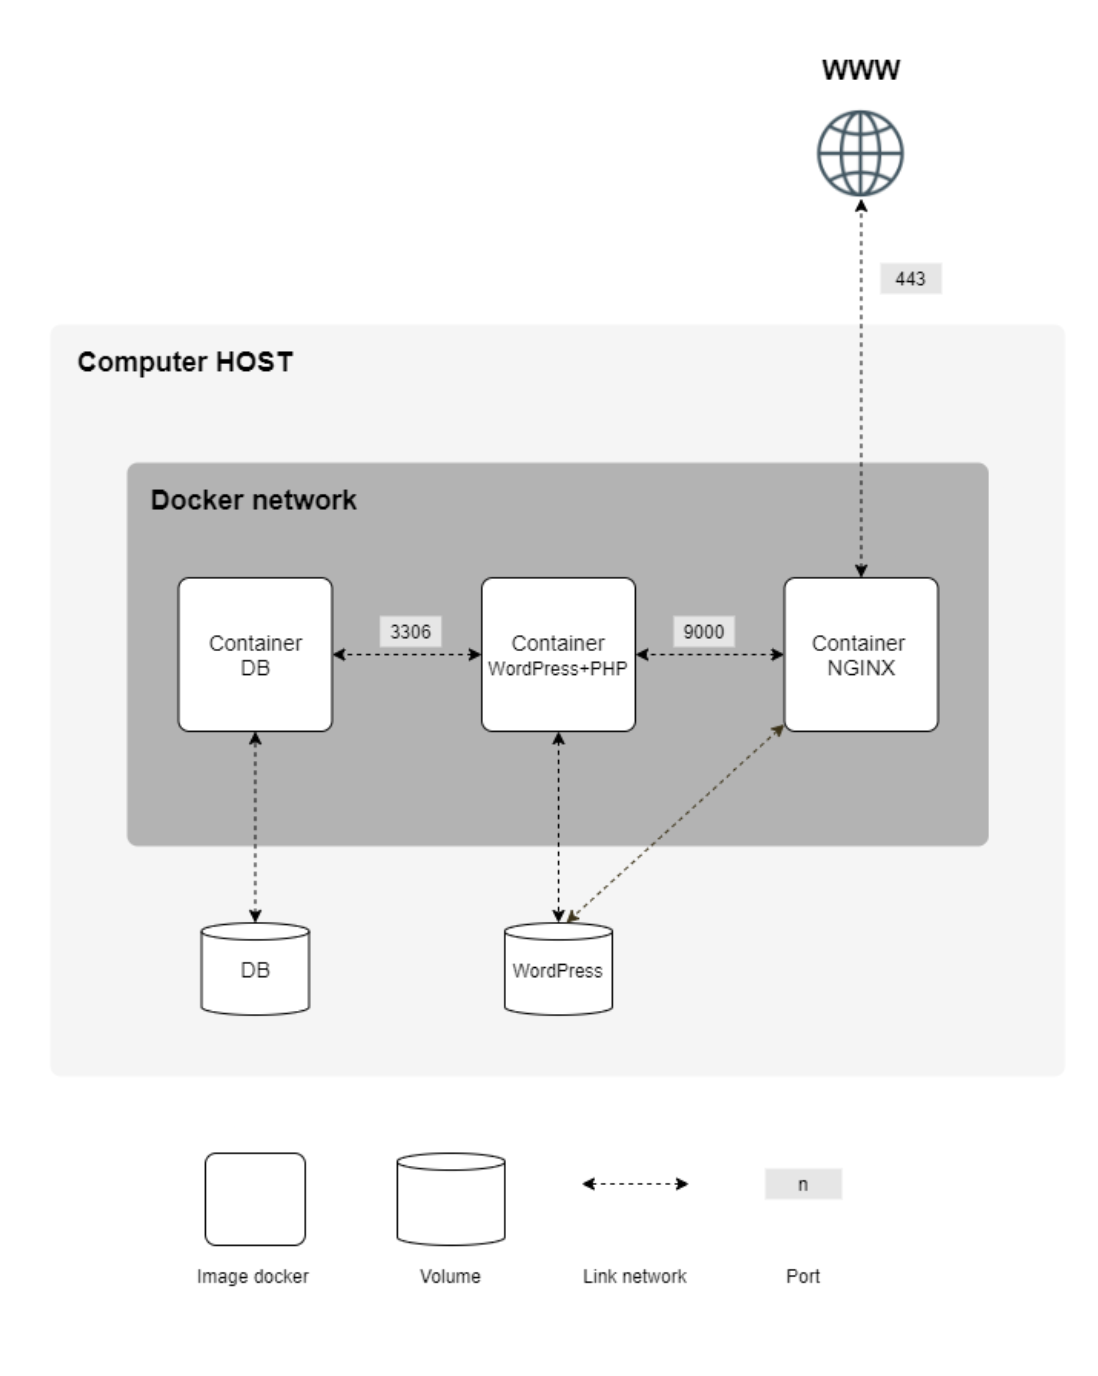 WWW
443
Computer HOST
Docker network
3306
9000
Container
DB
Container
WordPress+PHP
Container
NGINX
DB
WordPress
n
Image docker
Volume
Link network
Port